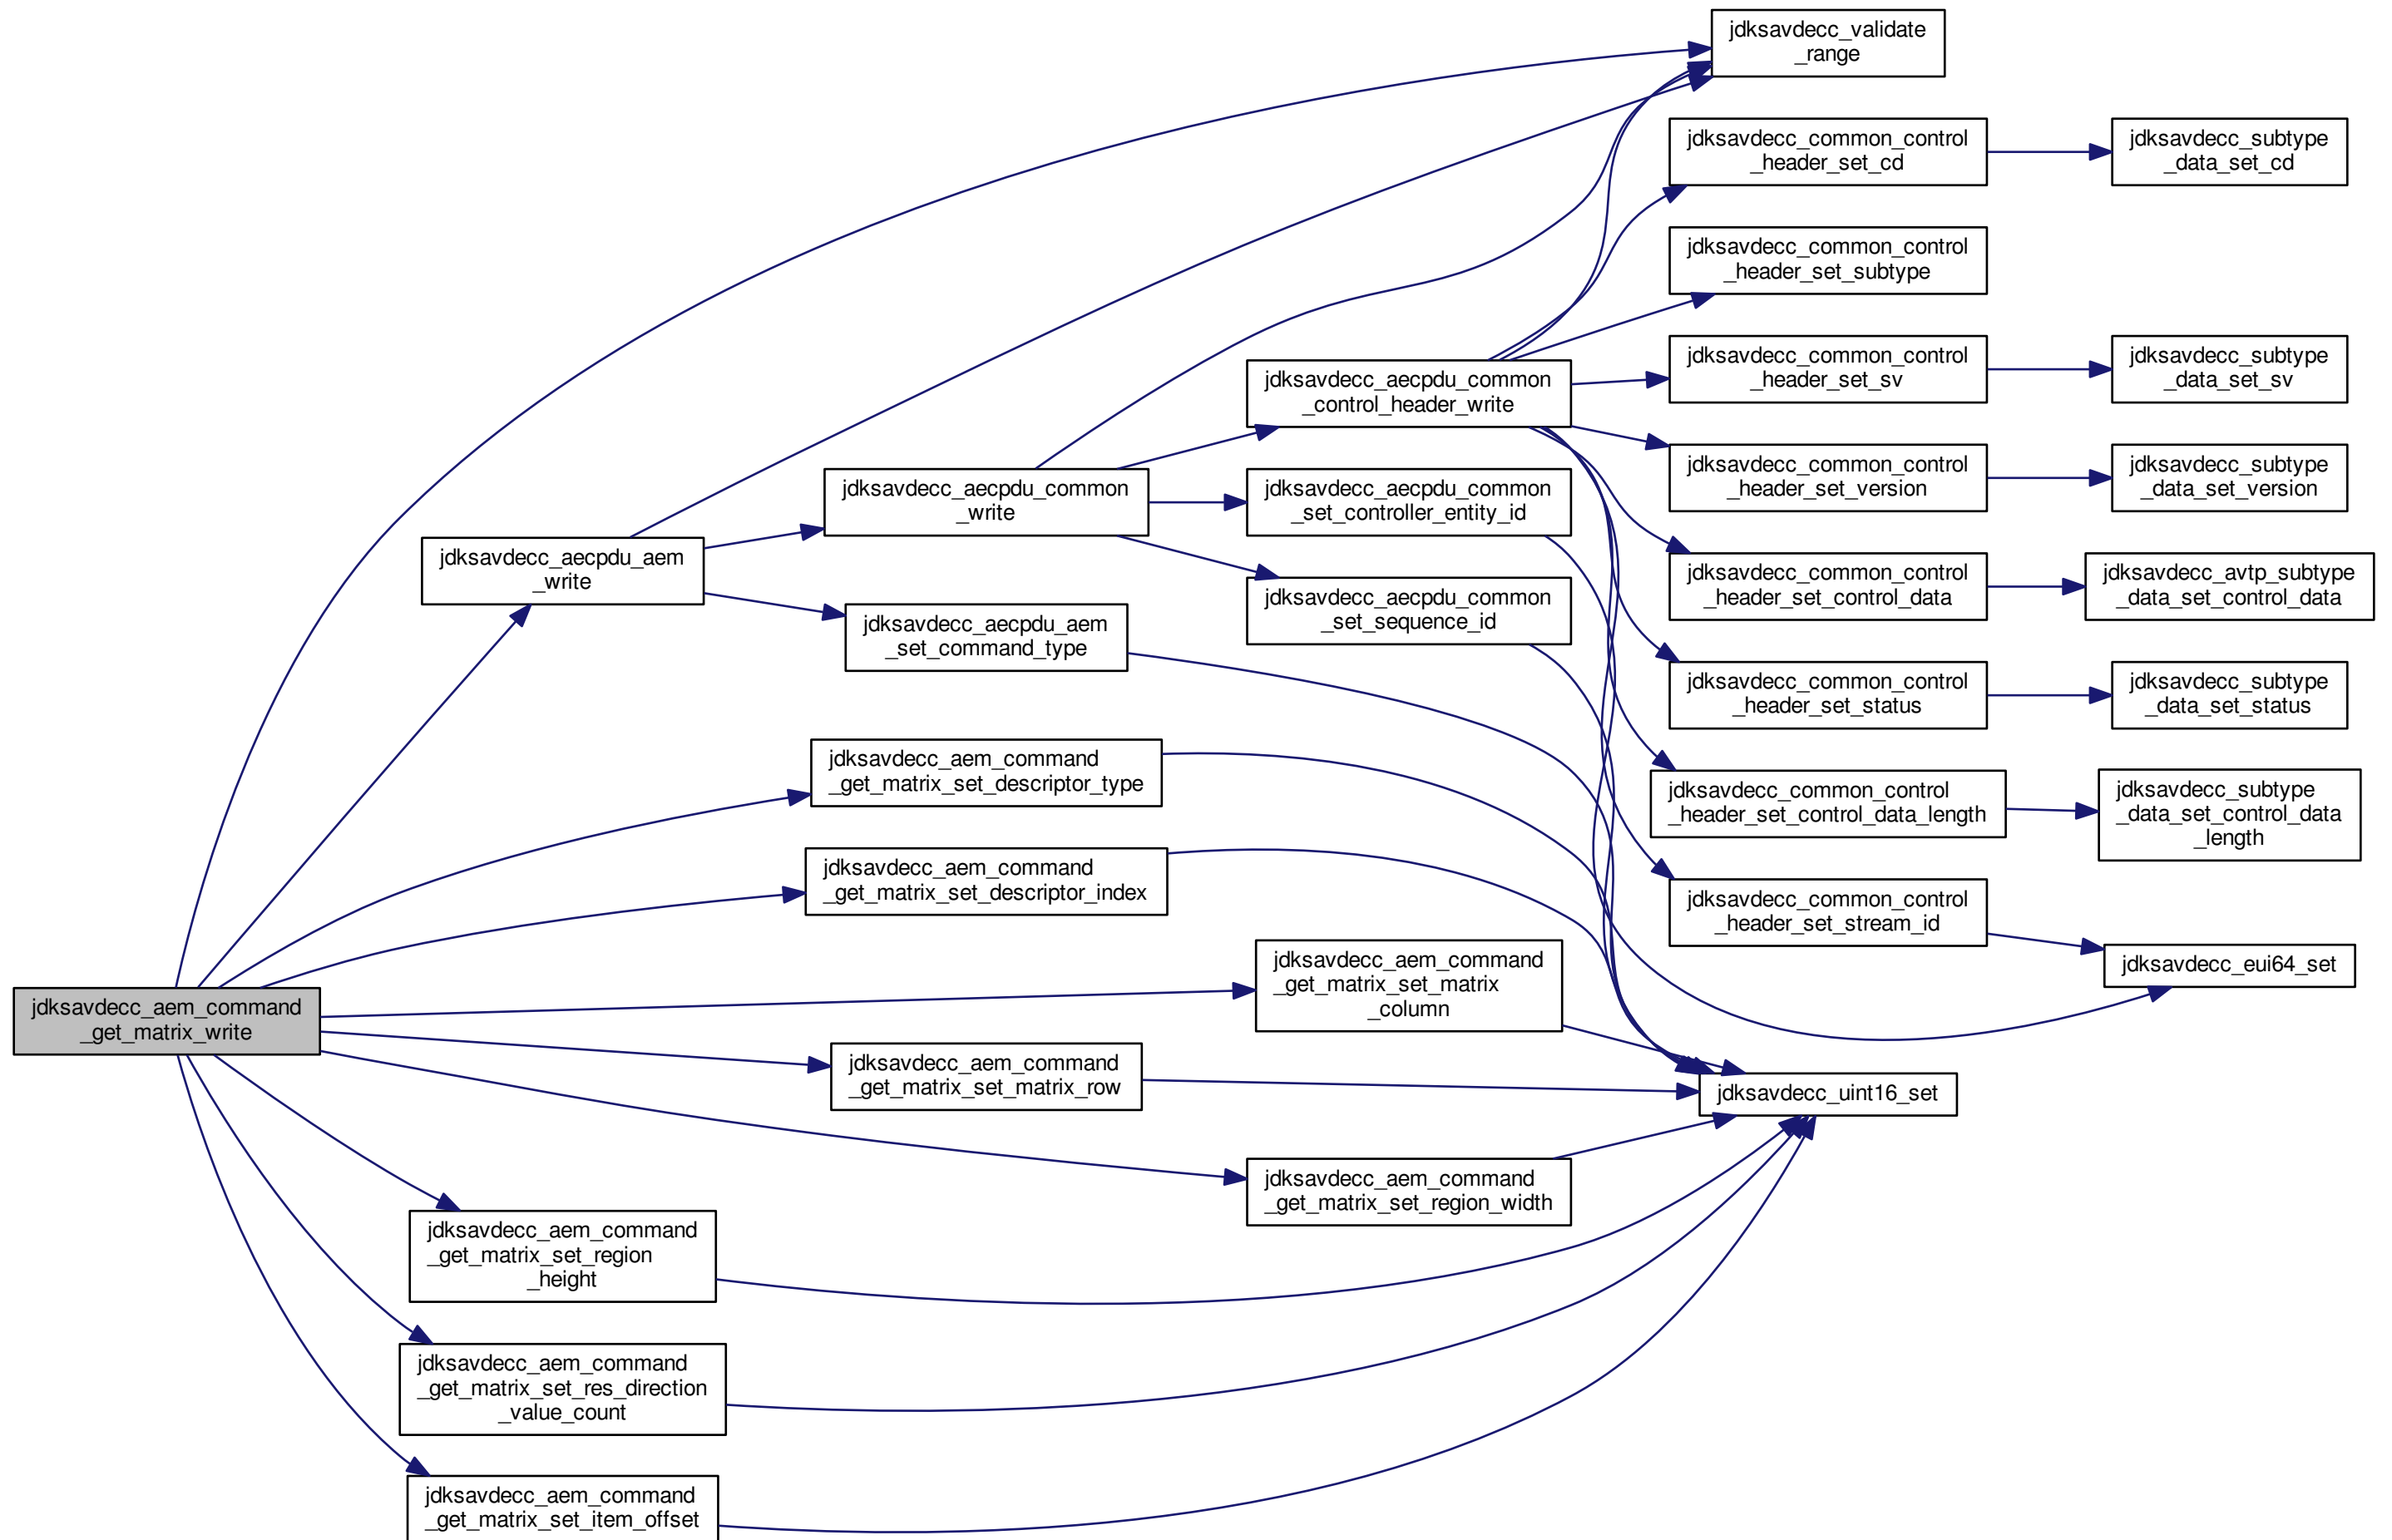 jdksavdecc_validate
_range
jdksavdecc_common_control
_header_set_cd
jdksavdecc_subtype
_data_set_cd
jdksavdecc_common_control
_header_set_subtype
jdksavdecc_aecpdu_common
_control_header_write
jdksavdecc_common_control
_header_set_sv
jdksavdecc_subtype
_data_set_sv
jdksavdecc_aecpdu_common
_write
jdksavdecc_aecpdu_common
_set_controller_entity_id
jdksavdecc_common_control
_header_set_version
jdksavdecc_subtype
_data_set_version
jdksavdecc_aecpdu_aem
_write
jdksavdecc_common_control
_header_set_control_data
jdksavdecc_avtp_subtype
_data_set_control_data
jdksavdecc_aecpdu_aem
_set_command_type
jdksavdecc_aecpdu_common
_set_sequence_id
jdksavdecc_common_control
_header_set_status
jdksavdecc_subtype
_data_set_status
jdksavdecc_aem_command
_get_matrix_set_descriptor_type
jdksavdecc_common_control
_header_set_control_data_length
jdksavdecc_subtype
_data_set_control_data
_length
jdksavdecc_aem_command
_get_matrix_set_descriptor_index
jdksavdecc_common_control
_header_set_stream_id
jdksavdecc_eui64_set
jdksavdecc_aem_command
_get_matrix_write
jdksavdecc_aem_command
_get_matrix_set_matrix
_column
jdksavdecc_aem_command
_get_matrix_set_matrix_row
jdksavdecc_uint16_set
jdksavdecc_aem_command
_get_matrix_set_region_width
jdksavdecc_aem_command
_get_matrix_set_region
_height
jdksavdecc_aem_command
_get_matrix_set_res_direction
_value_count
jdksavdecc_aem_command
_get_matrix_set_item_offset